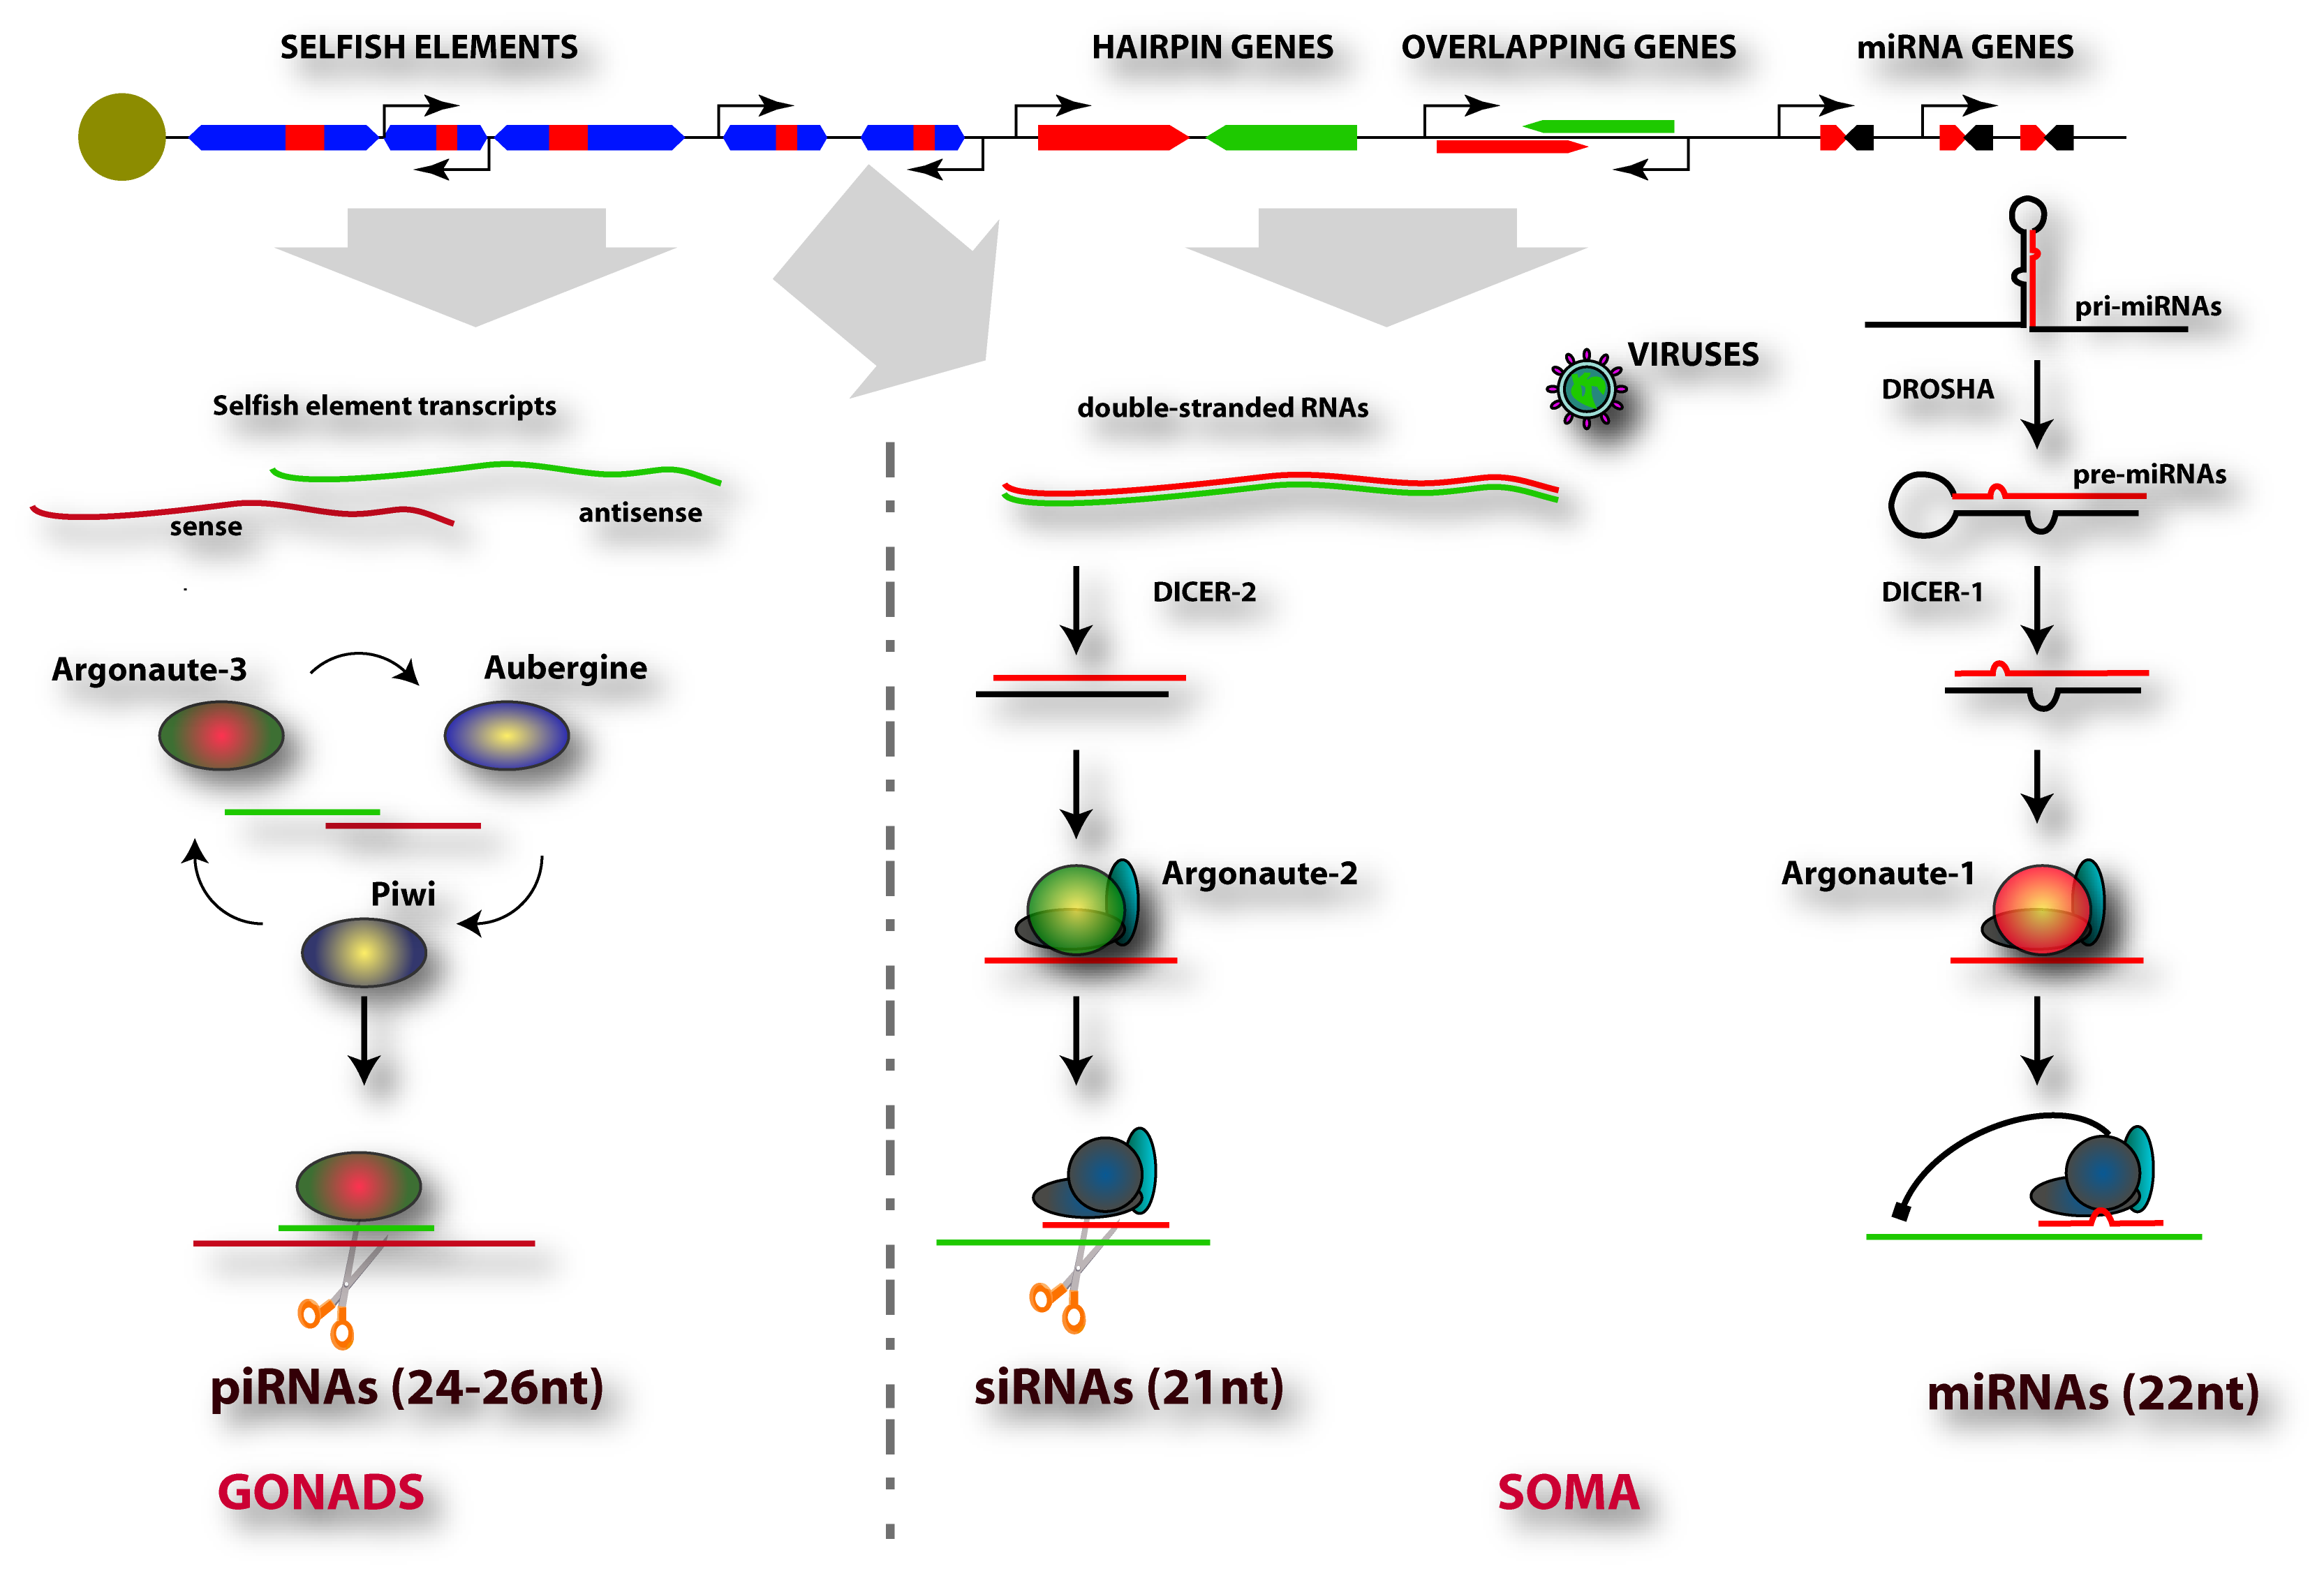 SELFISH ELEMENTS
HAIRPIN GENES
OVERLAPPING GENES
miRNA GENES
pri-miRNAs
VIRUSES
DROSHA
Selfish element transcripts
double-stranded RNAs
pre-miRNAs
antisense
sense
DICER-2
DICER-1
Argonaute-3
Aubergine
Piwi
Argonaute-2
Argonaute-1
piRNAs (24-26nt)
siRNAs (21nt)
miRNAs (22nt)
GONADS
SOMA